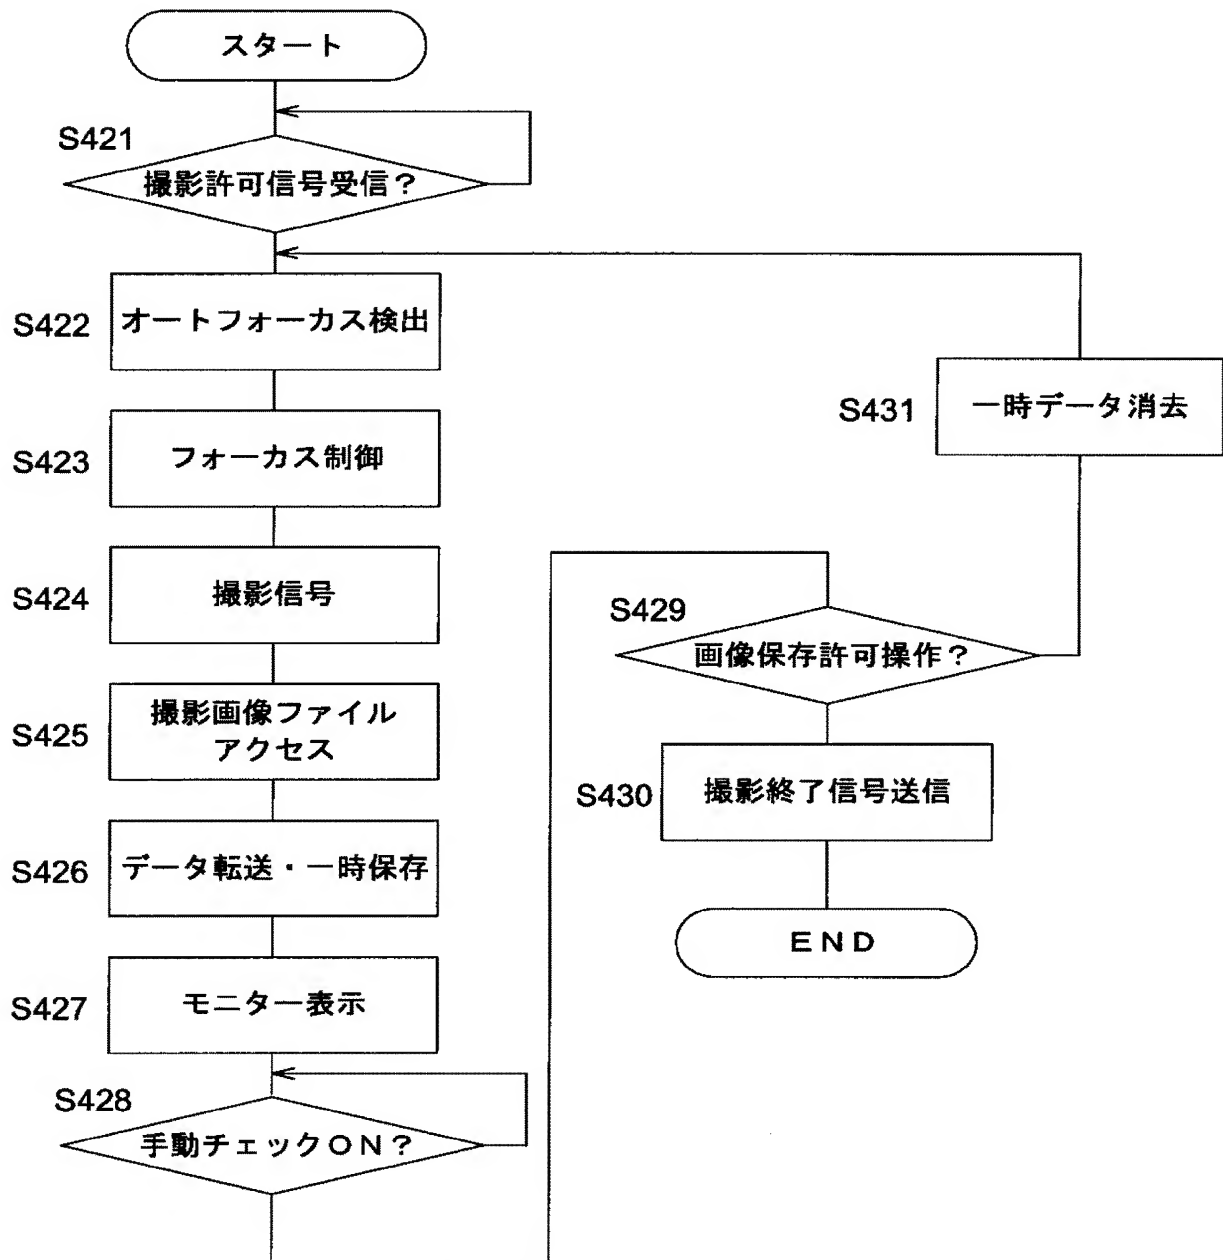 スタート
S421
撮影許可信号受信？
S422
オートフォーカス検出
S423
フォーカス制御
S424
撮影信号
S425
撮影画像ファイル
アクセス
S426
データ転送・一時保存
S427
モニター表示
S428
手動チェックＯＮ？
S429
画像保存許可操作？
S430
撮影終了信号送信
ＥＮＤ
S431
一時データ消去